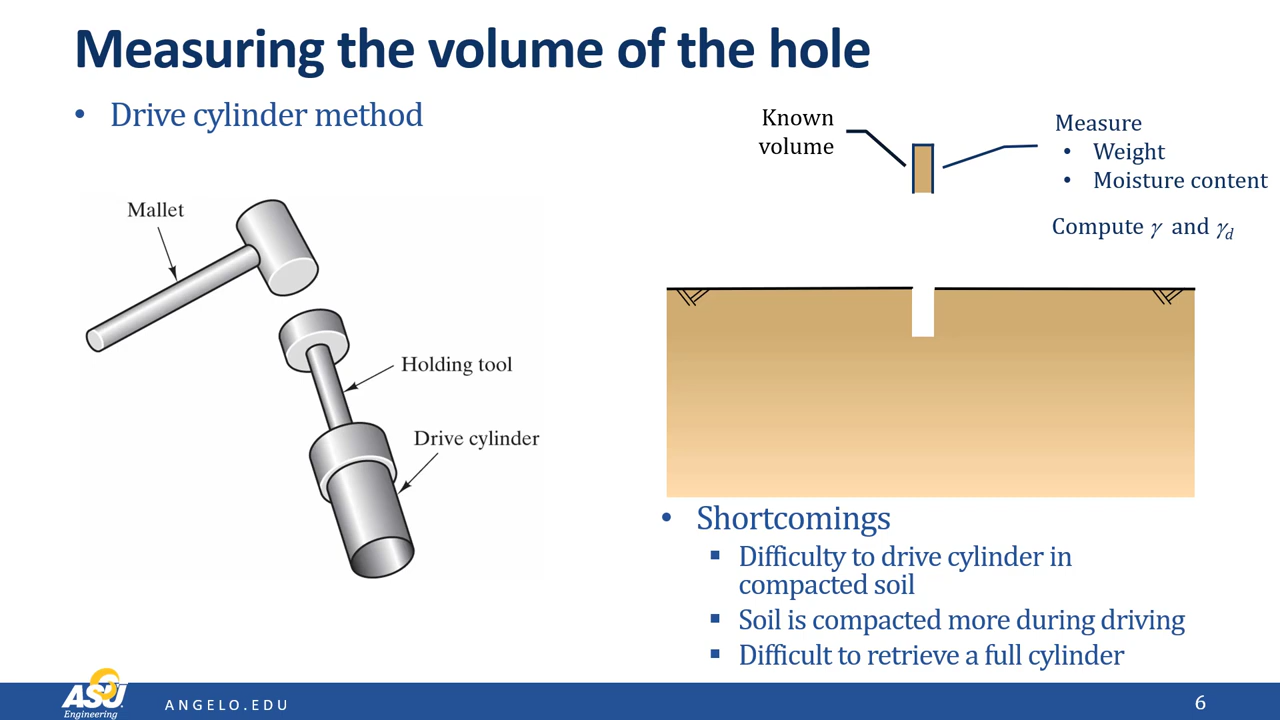 Measuring the volume of the hole
• Drive cylinder method
Mallet
Holding tool
Drive cylinder
Known
volume
Measure
• Weight
• Moisture content
Compute γ and γd
• Shortcomings
▪ Difficulty to drive cylinder in
compacted soil
▪ Soil is compacted more during driving
▪ Difficult to retrieve a full cylinder
ASU
Engineering
ANGELO.EDU
6